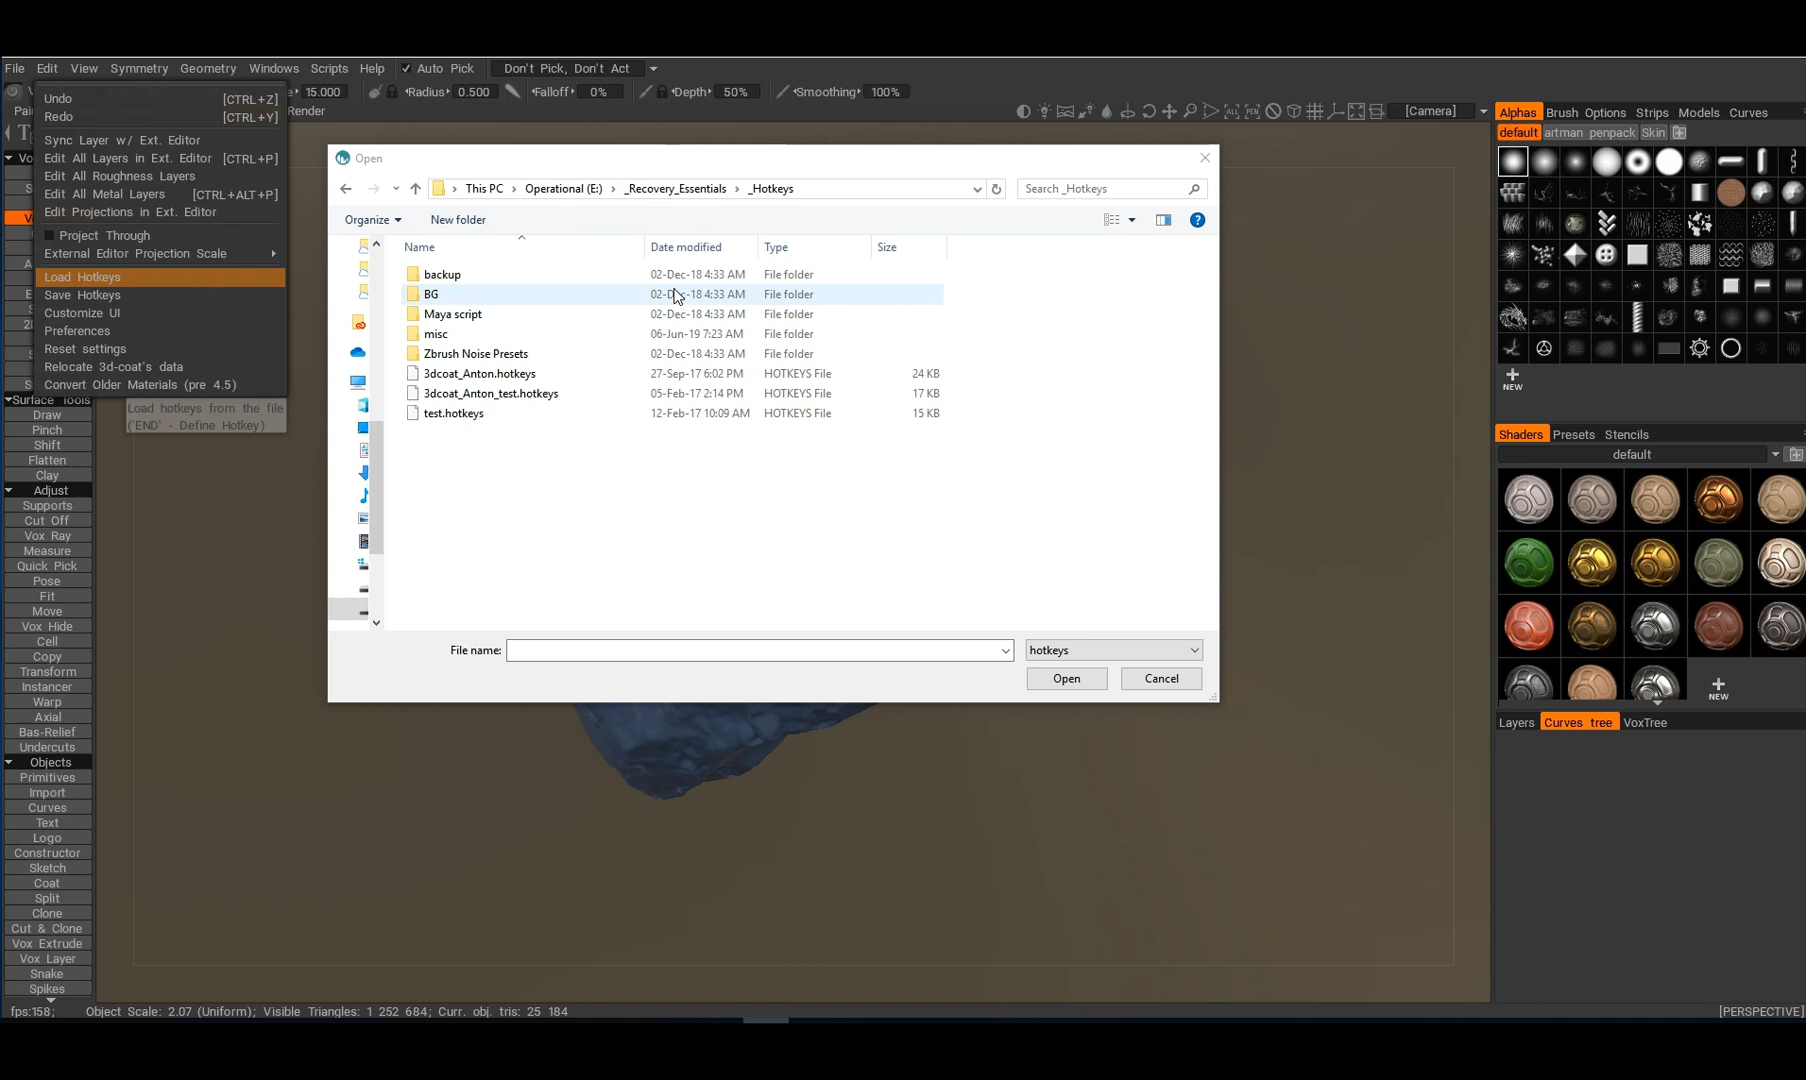 File Edit View Symmetry Geometry Windows Scripts Help Auto Pick Don't Pick, Don't Act
15.000 Radius 0.500 Falloff 0% Depth 50% Smoothing 100%
Render [Camera]
Undo [CTRL+Z]
Redo [CTRL+Y]
Sync Layer w/ Ext. Editor
Edit All Layers in Ext. Editor [CTRL+P]
Edit All Roughness Layers
Edit All Metal Layers [CTRL+ALT+P]
Edit Projections in Ext. Editor
Project Through
External Editor Projection Scale
Load Hotkeys
Save Hotkeys
Customize UI
Preferences
Reset settings
Relocate 3d-coat's data
Convert Older Materials (pre 4.5)
Load hotkeys from the file
('END' - Define Hotkey)
Surface Tools
Draw
Pinch
Shift
Flatten
Clay
Adjust
Supports
Cut Off
Vox Ray
Measure
Quick Pick
Pose
Fit
Move
Vox Hide
Cell
Copy
Transform
Instancer
Warp
Axial
Bas-Relief
Undercuts
Objects
Primitives
Import
Curves
Text
Logo
Constructor
Sketch
Coat
Split
Clone
Cut & Clone
Vox Extrude
Vox Layer
Snake
Spikes
Open
This PC > Operational (E:) > _Recovery_Essentials > _Hotkeys
Search _Hotkeys
Organize New folder
Name Date modified Type Size
backup 02-Dec-18 4:33 AM File folder
BG 02-Dec-18 4:33 AM File folder
Maya script 02-Dec-18 4:33 AM File folder
misc 06-Jun-19 7:23 AM File folder
Zbrush Noise Presets 02-Dec-18 4:33 AM File folder
3dcoat_Anton.hotkeys 27-Sep-17 6:02 PM HOTKEYS File 24 KB
3dcoat_Anton_test.hotkeys 05-Feb-17 2:14 PM HOTKEYS File 17 KB
test.hotkeys 12-Feb-17 10:09 AM HOTKEYS File 15 KB
File name: hotkeys
Open Cancel
Alphas Brush Options Strips Models Curves
default artman penpack Skin
NEW
Shaders Presets Stencils
default
NEW
Layers Curves tree VoxTree
fps:158; Object Scale: 2.07 (Uniform); Visible Triangles: 1 252 684; Curr. obj. tris: 25 184 [PERSPECTIVE]